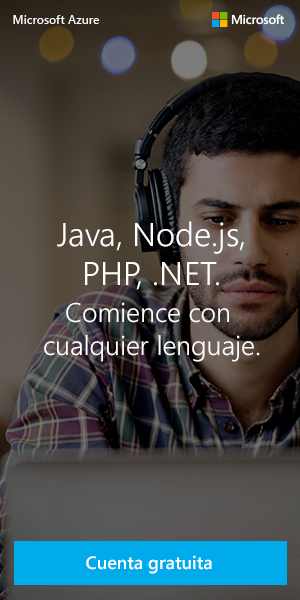 Microsoft Azure
Microsoft
Java, Node.js,
PHP, .NET.
Comience con
cualquier lenguaje.
Cuenta gratuita